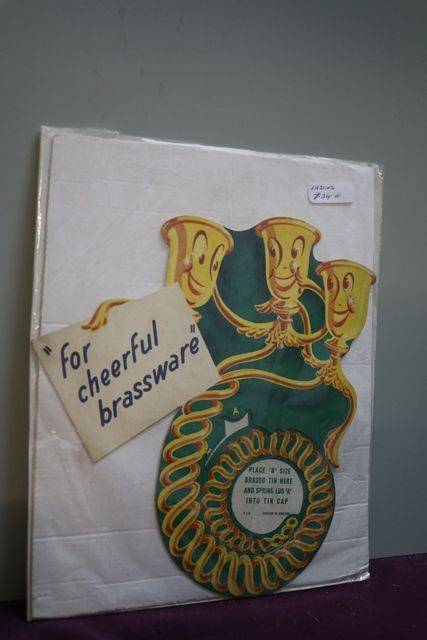 "for
cheerful
brassware"
A
PLACE 'B' SIZE
BRASSO TIN HERE
AND SPRING LUG 'A'
INTO TIN CAP